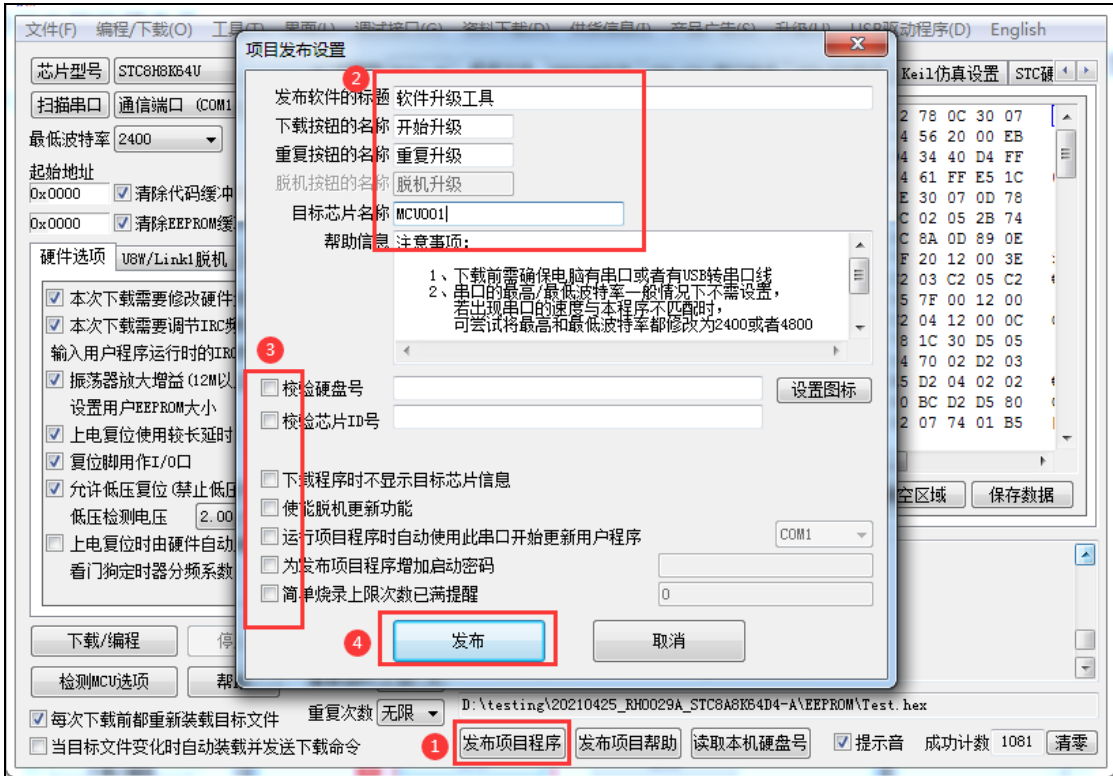 文件(F) 编程/下载(O) 工具(T) 界面(L) 调试接口(G) 资料下载(D) 供货信息(I) 产品广告(S) 升级(U) USB驱动程序(D) English
项目发布设置
芯片型号 STC8H8K64U
扫描串口 通信端口 (COM1
最低波特率 2400
起始地址
0x0000 清除代码缓冲
0x0000 清除EEPROM缓
硬件选项 U8W/Link1脱机
本次下载需要修改硬件
本次下载需要调节IRC频
输入用户程序运行时的IRC
振荡器放大增益(12M以
设置用户EEPROM大小
上电复位使用较长延时
复位脚用作I/O口
允许低压复位(禁止低压
低压检测电压 2.00
上电复位时由硬件自动
看门狗定时器分频系数
2
发布软件的标题 软件升级工具
下载按钮的名称 开始升级
重复按钮的名称 重复升级
脱机按钮的名称 脱机升级
目标芯片名称 MCU001
帮助信息 注意事项:
1、下载前需确保电脑有串口或者有USB转串口线
2、串口的最高/最低波特率一般情况下不需设置,
若出现串口的速度与本程序不匹配时,
可尝试将最高和最低波特率都修改为2400或者4800
3
校验硬盘号 设置图标
校验芯片ID号
下载程序时不显示目标芯片信息
使能脱机更新功能
运行项目程序时自动使用此串口开始更新用户程序 COM1
为发布项目程序增加启动密码
简单烧录上限次数已满提醒 0
4 发布 取消
Keil仿真设置 STC硬
2 78 0C 30 07
4 56 20 00 EB
04 34 40 D4 FF
4 61 FF E5 1C
E 30 07 0D 78
C 02 05 2B 74
C 8A 0D 89 0E
F 20 12 00 3E
2 03 C2 05 C2
5 7F 00 12 00
2 04 12 00 0C
8 1C 30 D5 05
4 70 02 D2 03
5 D2 04 02 02
0 BC D2 D5 80
2 07 74 01 B5
空区域 保存数据
下载/编程 停
检测MCU选项 帮
每次下载前都重新装载目标文件 重复次数 无限
当目标文件变化时自动装载并发送下载命令
D:\testing\20210425_RH0029A_STC8A8K64D4-A\EEPROM\Test.hex
1 发布项目程序 发布项目帮助 读取本机硬盘号 提示音 成功计数 1081 清零